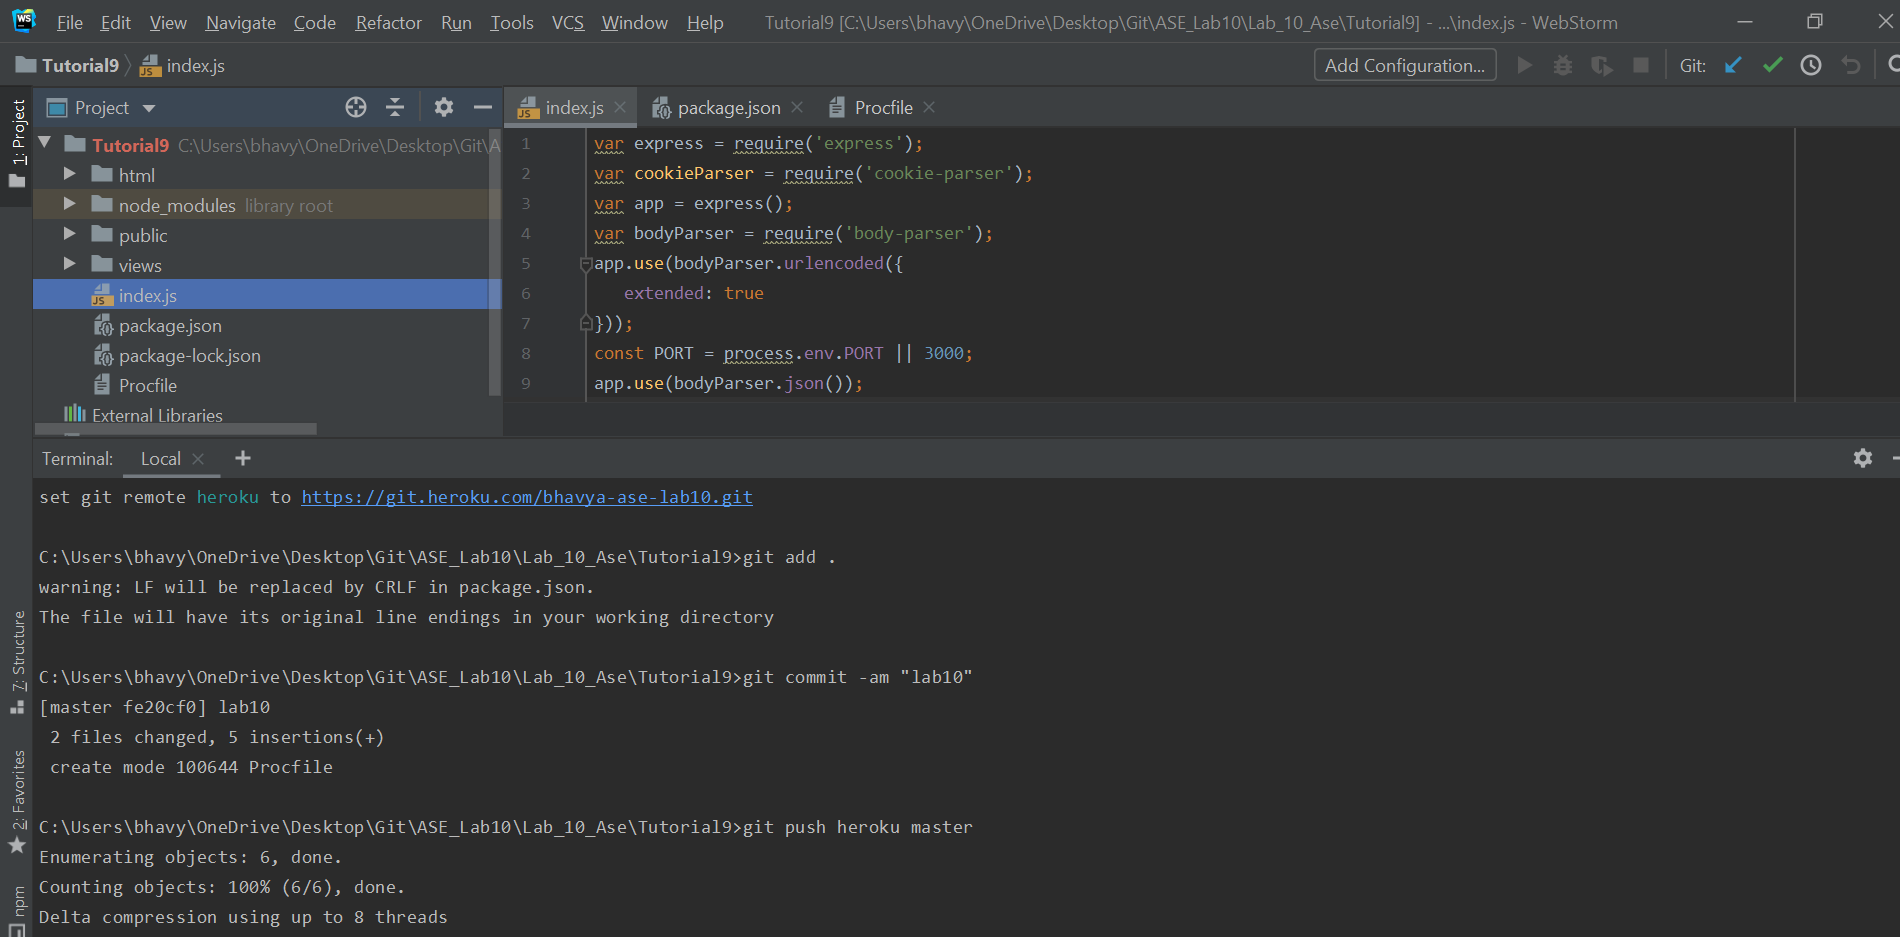 WS File Edit View Navigate Code Refactor Run Tools VCS Window Help Tutorial9 [C:\Users\bhavy\OneDrive\Desktop\Git\ASE_Lab10\Lab_10_Ase\Tutorial9] - ...\index.js - WebStorm
Tutorial9 index.js Add Configuration... Git:
1: Project
Project
index.js package.json Procfile
Tutorial9 C:\Users\bhavy\OneDrive\Desktop\Git\A
html
node_modules library root
public
views
index.js
package.json
package-lock.json
Procfile
External Libraries
1 var express = require('express');
2 var cookieParser = require('cookie-parser');
3 var app = express();
4 var bodyParser = require('body-parser');
5 app.use(bodyParser.urlencoded({
6 extended: true
7 }));
8 const PORT = process.env.PORT || 3000;
9 app.use(bodyParser.json());
Terminal: Local +
set git remote heroku to https://git.heroku.com/bhavya-ase-lab10.git
C:\Users\bhavy\OneDrive\Desktop\Git\ASE_Lab10\Lab_10_Ase\Tutorial9>git add .
warning: LF will be replaced by CRLF in package.json.
The file will have its original line endings in your working directory
C:\Users\bhavy\OneDrive\Desktop\Git\ASE_Lab10\Lab_10_Ase\Tutorial9>git commit -am "lab10"
[master fe20cf0] lab10
2 files changed, 5 insertions(+)
create mode 100644 Procfile
C:\Users\bhavy\OneDrive\Desktop\Git\ASE_Lab10\Lab_10_Ase\Tutorial9>git push heroku master
Enumerating objects: 6, done.
Counting objects: 100% (6/6), done.
Delta compression using up to 8 threads
7: Structure
2: Favorites
npm